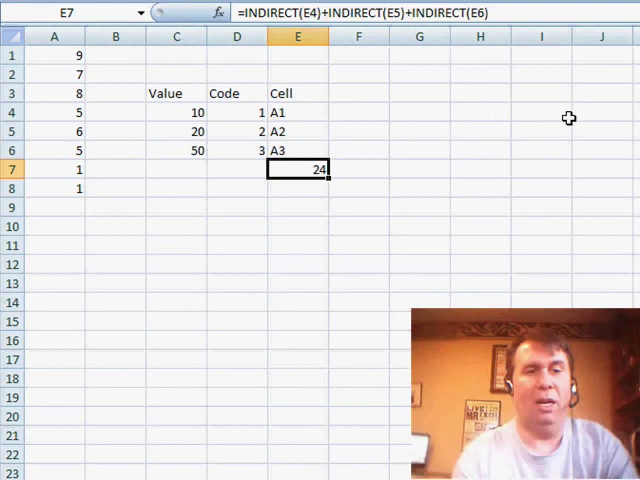 E7 fx =INDIRECT(E4)+INDIRECT(E5)+INDIRECT(E6)
A B C D E F G H I J
1 9
2 7
3 8 Value Code Cell
4 5 10 1 A1
5 6 20 2 A2
6 5 50 3 A3
7 1 24
8 1
9
10
11
12
13
14
15
16
17
18
19
20
21
22
23
LIVE